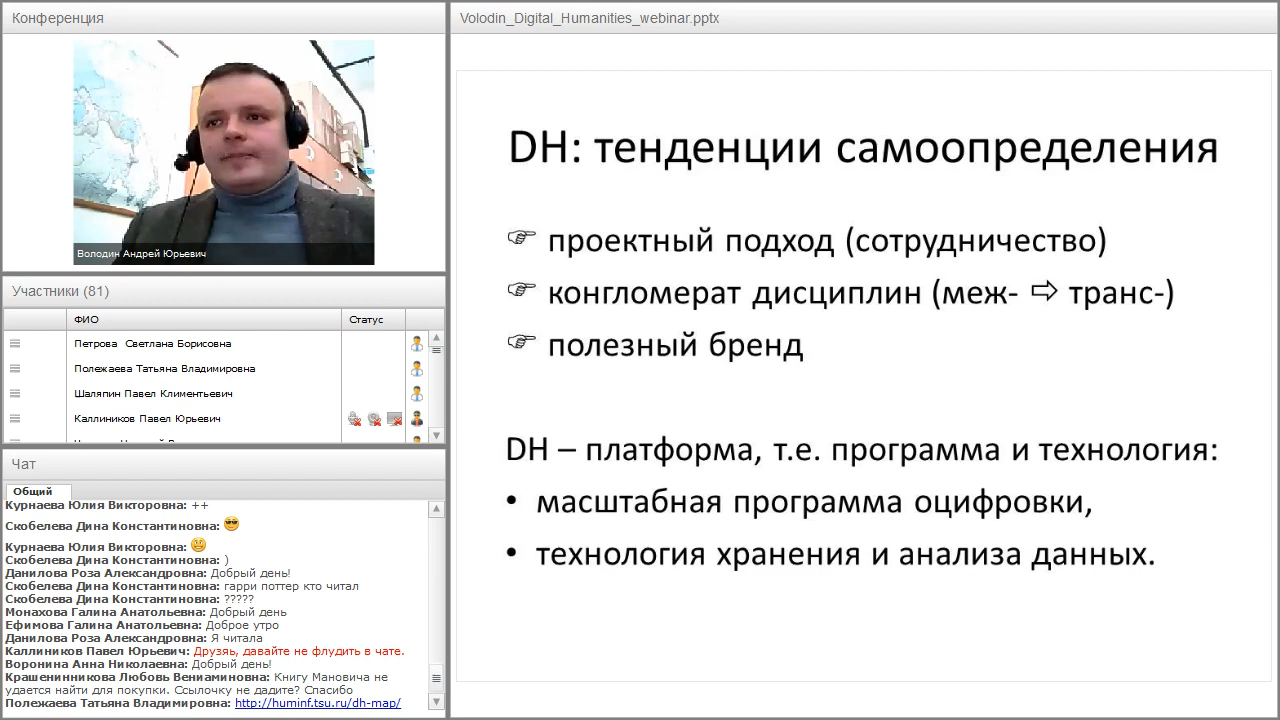 Конференция
Володин Андрей Юрьевич
Участники (81)
ФИО Статус
Петрова Светлана Борисовна
Полежаева Татьяна Владимировна
Шаляпин Павел Климентьевич
Каллиников Павел Юрьевич
Чат
Общий
Курнаева Юлия Викторовна: ++
Скобелева Дина Константиновна:
Курнаева Юлия Викторовна:
Скобелева Дина Константиновна: )
Данилова Роза Александровна: Добрый день!
Скобелева Дина Константиновна: гарри поттер кто читал
Скобелева Дина Константиновна: ?????
Монахова Галина Анатольевна: Добрый день
Ефимова Галина Анатольевна: Доброе утро
Данилова Роза Александровна: Я читала
Каллиников Павел Юрьевич: Друзяь, давайте не флудить в чате.
Воронина Анна Николаевна: Добрый день!
Крашенинникова Любовь Вениаминовна: Книгу Мановича не
удается найти для покупки. Ссылочку не дадите? Спасибо
Полежаева Татьяна Владимировна: http://huminf.tsu.ru/dh-map/
Volodin_Digital_Humanities_webinar.pptx
DH: тенденции самоопределения
☞ проектный подход (сотрудничество)
☞ конгломерат дисциплин (меж- ⇨ транс-)
☞ полезный бренд
DH – платформа, т.е. программа и технология:
• масштабная программа оцифровки,
• технология хранения и анализа данных.